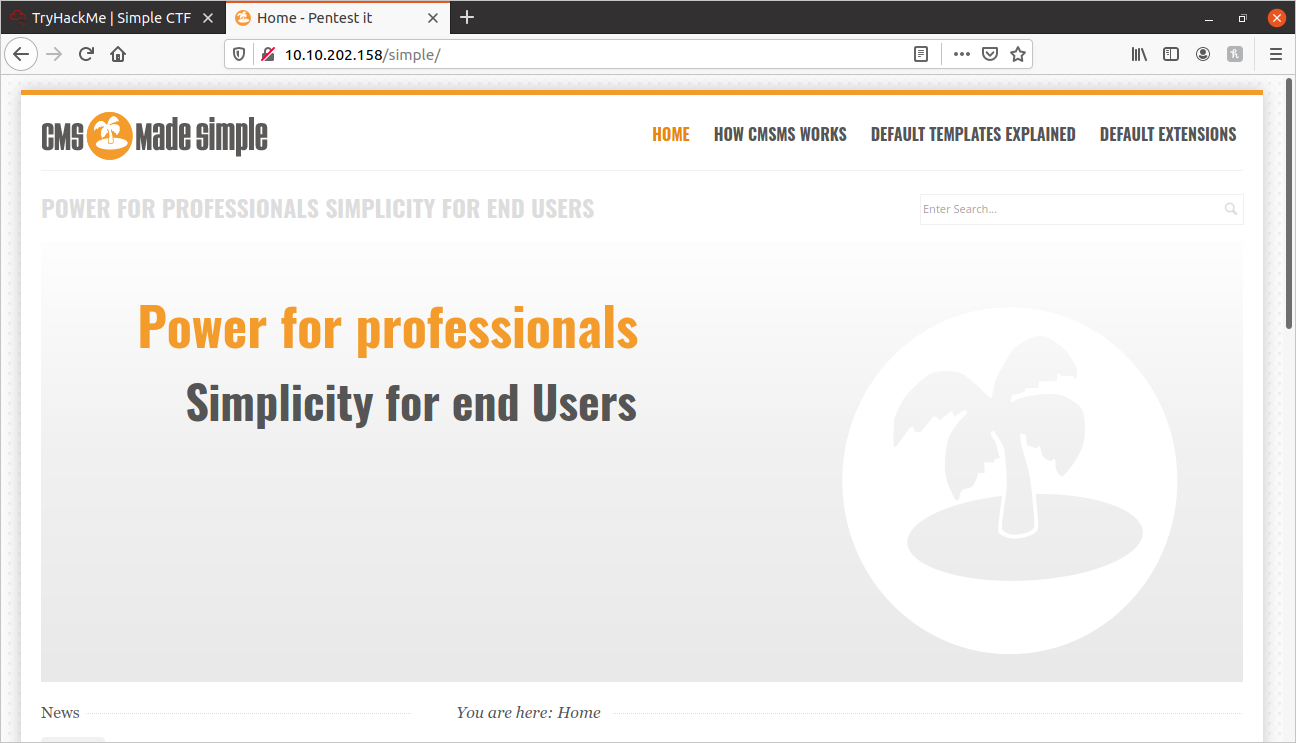 TryHackMe | Simple CTF
Home - Pentest it
10.10.202.158/simple/
CMS Made Simple
HOME HOW CMSMS WORKS DEFAULT TEMPLATES EXPLAINED DEFAULT EXTENSIONS
POWER FOR PROFESSIONALS SIMPLICITY FOR END USERS
Enter Search...
Power for professionals
Simplicity for end Users
News
You are here: Home